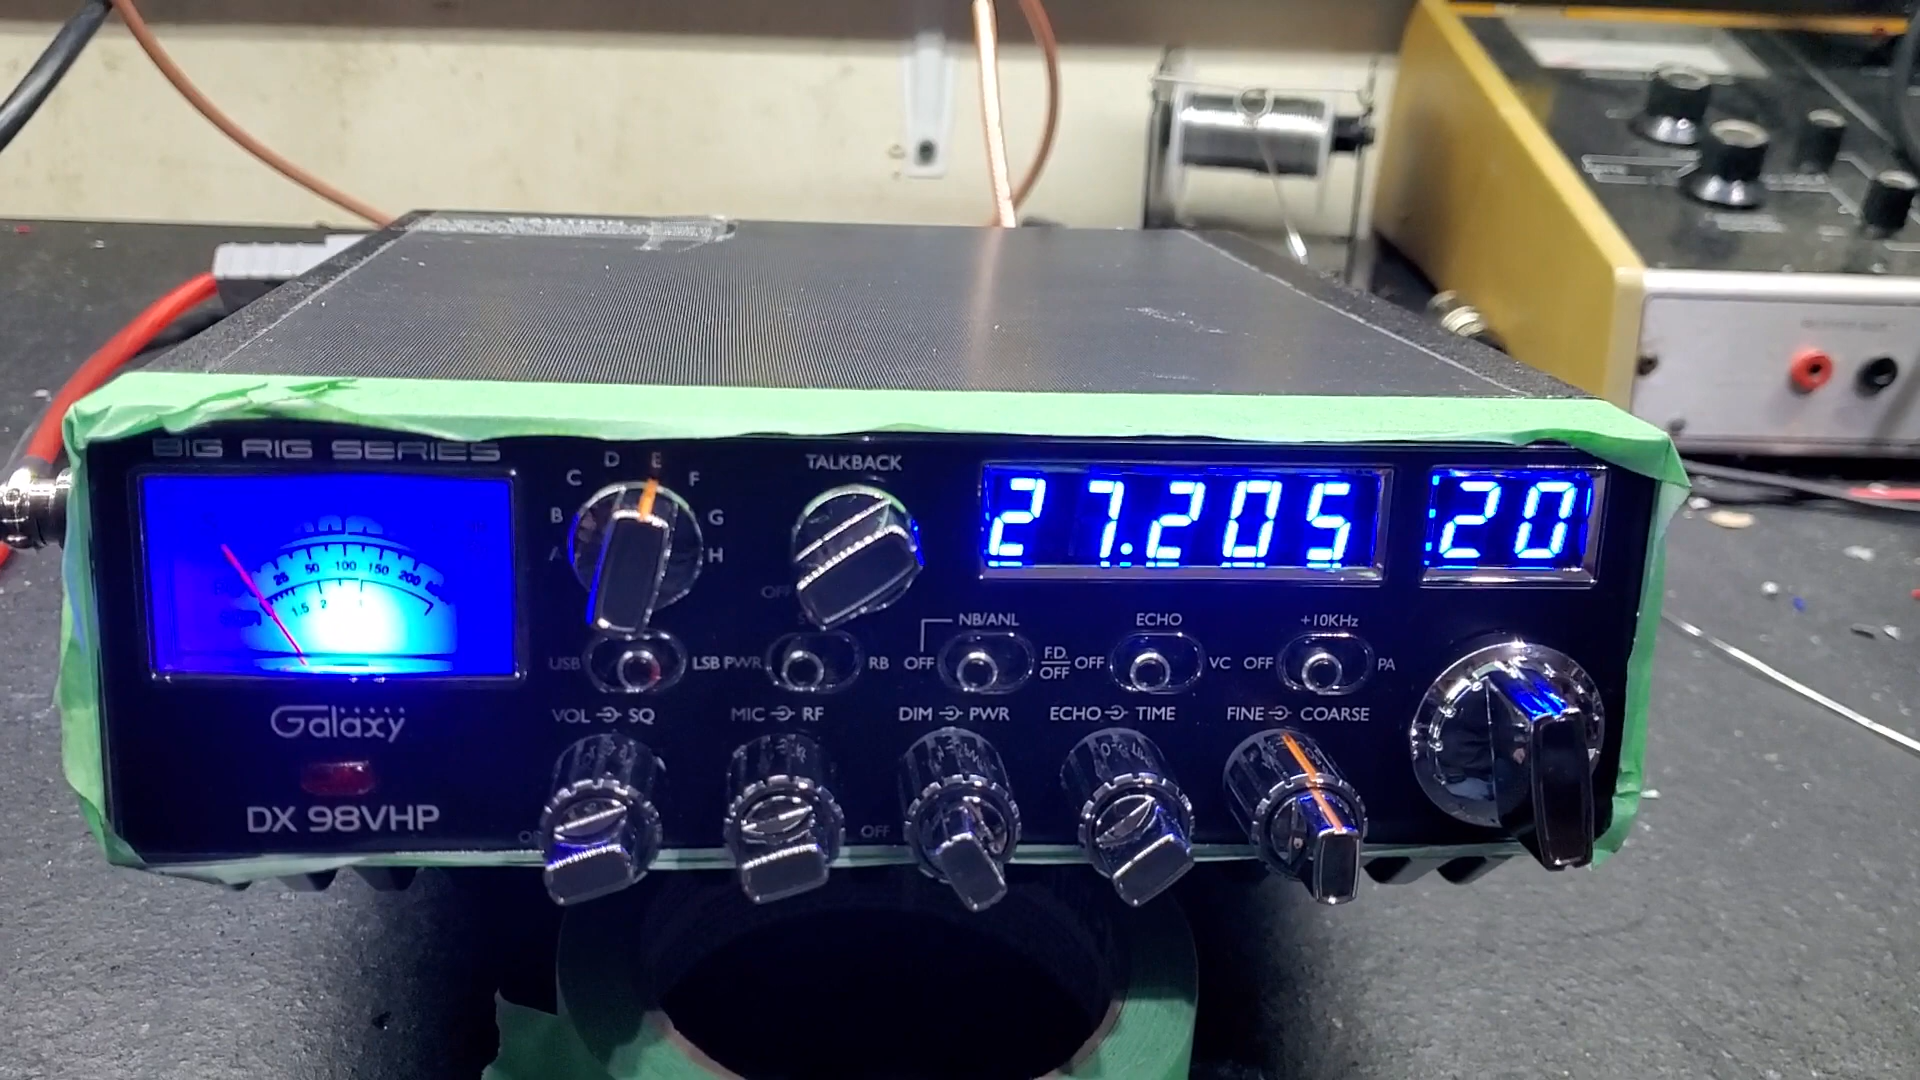 CAUTION
BIG RIG SERIES
A B C D E F G H
TALKBACK
OFF
27.205
20
25 50 100 150 200
1.5 2
NB/ANL
ECHO
+10KHz
USB LSB
PWR RB
OFF
F.D.
OFF
OFF VC
OFF PA
Galaxy
DX 98VHP
VOL SQ
MIC RF
DIM PWR
ECHO TIME
FINE COARSE
OFF